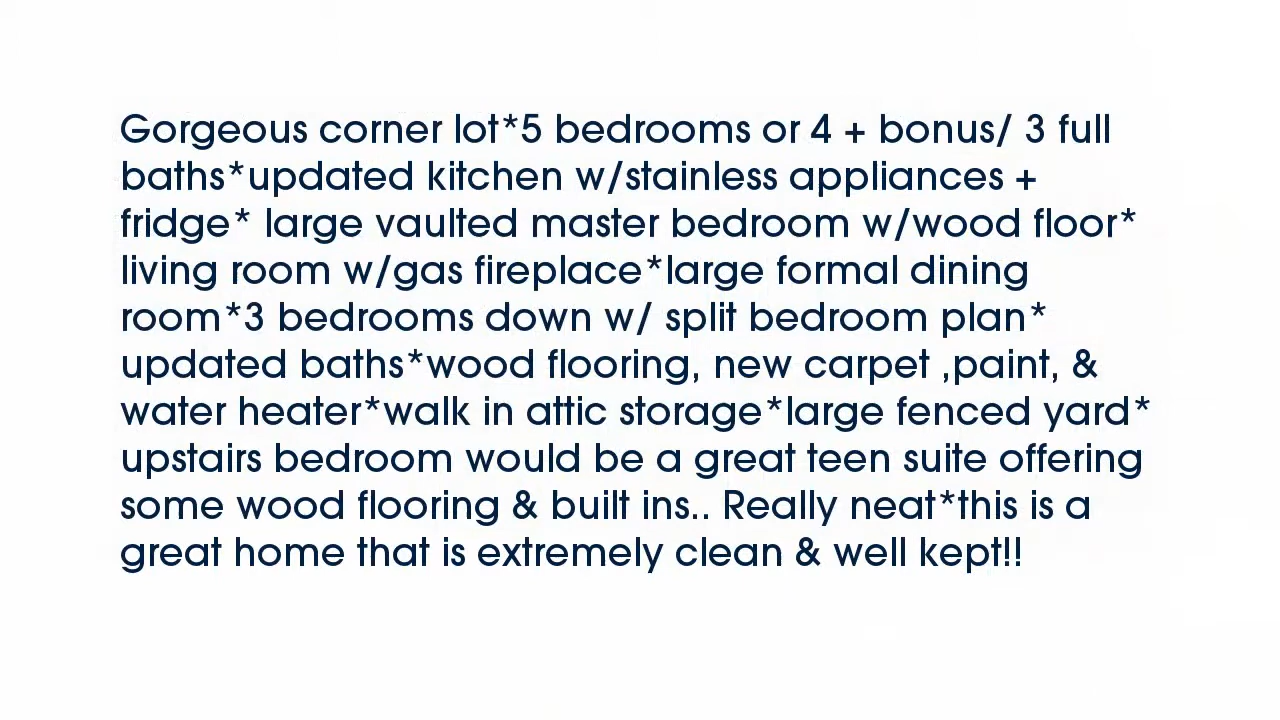 Gorgeous corner lot*5 bedrooms or 4 + bonus/ 3 full
baths*updated kitchen w/stainless appliances +
fridge* large vaulted master bedroom w/wood floor*
living room w/gas fireplace*large formal dining
room*3 bedrooms down w/ split bedroom plan*
updated baths*wood flooring, new carpet ,paint, &
water heater*walk in attic storage*large fenced yard*
upstairs bedroom would be a great teen suite offering
some wood flooring & built ins.. Really neat*this is a
great home that is extremely clean & well kept!!